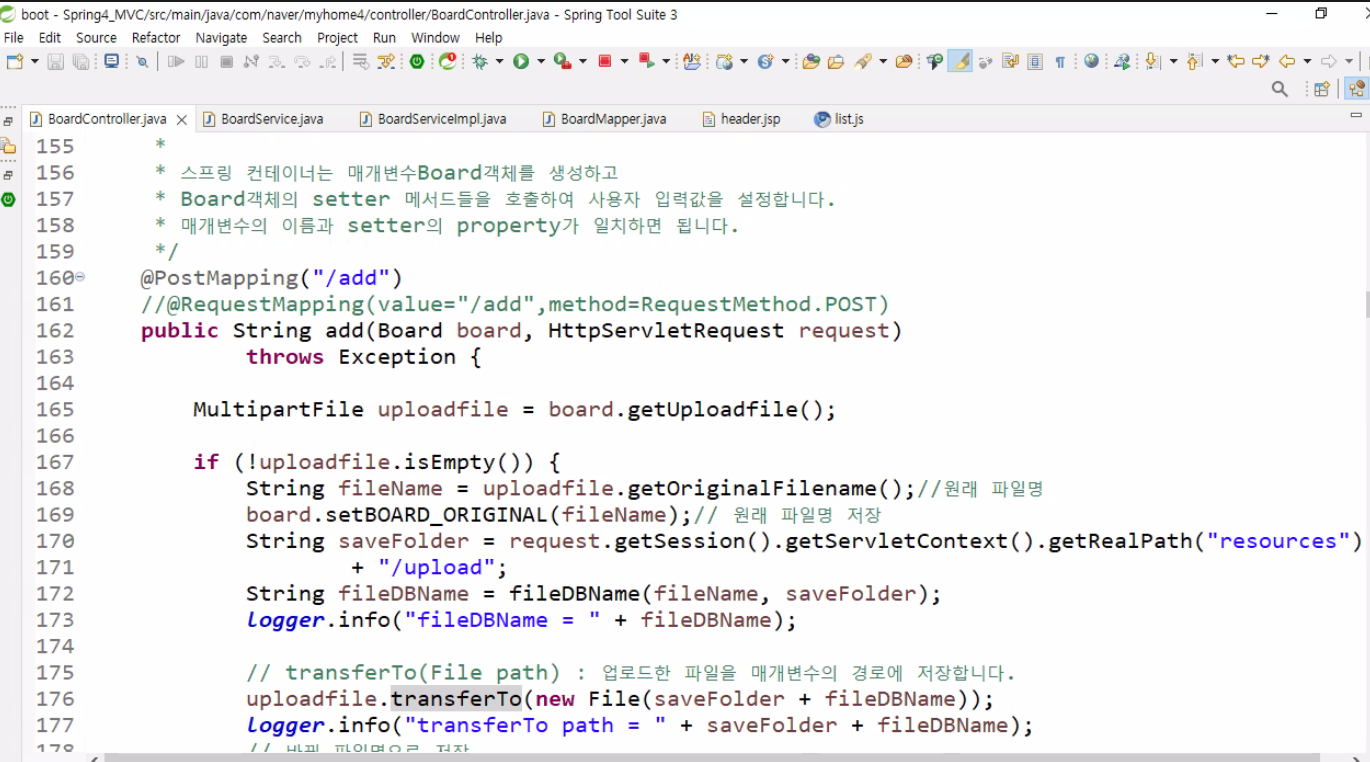 boot - Spring4_MVC/src/main/java/com/naver/myhome4/controller/BoardController.java - Spring Tool Suite 3
File Edit Source Refactor Navigate Search Project Run Window Help
BoardController.java BoardService.java BoardServiceImpl.java BoardMapper.java header.jsp list.js
155 *
156 * 스프링 컨테이너는 매개변수Board객체를 생성하고
157 * Board객체의 setter 메서드들을 호출하여 사용자 입력값을 설정합니다.
158 * 매개변수의 이름과 setter의 property가 일치하면 됩니다.
159 */
160 @PostMapping("/add")
161 //@RequestMapping(value="/add",method=RequestMethod.POST)
162 public String add(Board board, HttpServletRequest request)
163 throws Exception {
164
165 MultipartFile uploadfile = board.getUploadfile();
166
167 if (!uploadfile.isEmpty()) {
168 String fileName = uploadfile.getOriginalFilename();//원래 파일명
169 board.setBOARD_ORIGINAL(fileName);// 원래 파일명 저장
170 String saveFolder = request.getSession().getServletContext().getRealPath("resources")
171 + "/upload";
172 String fileDBName = fileDBName(fileName, saveFolder);
173 logger.info("fileDBName = " + fileDBName);
174
175 // transferTo(File path) : 업로드한 파일을 매개변수의 경로에 저장합니다.
176 uploadfile.transferTo(new File(saveFolder + fileDBName));
177 logger.info("transferTo path = " + saveFolder + fileDBName);
178 // 바뀐 파일명으로 저장